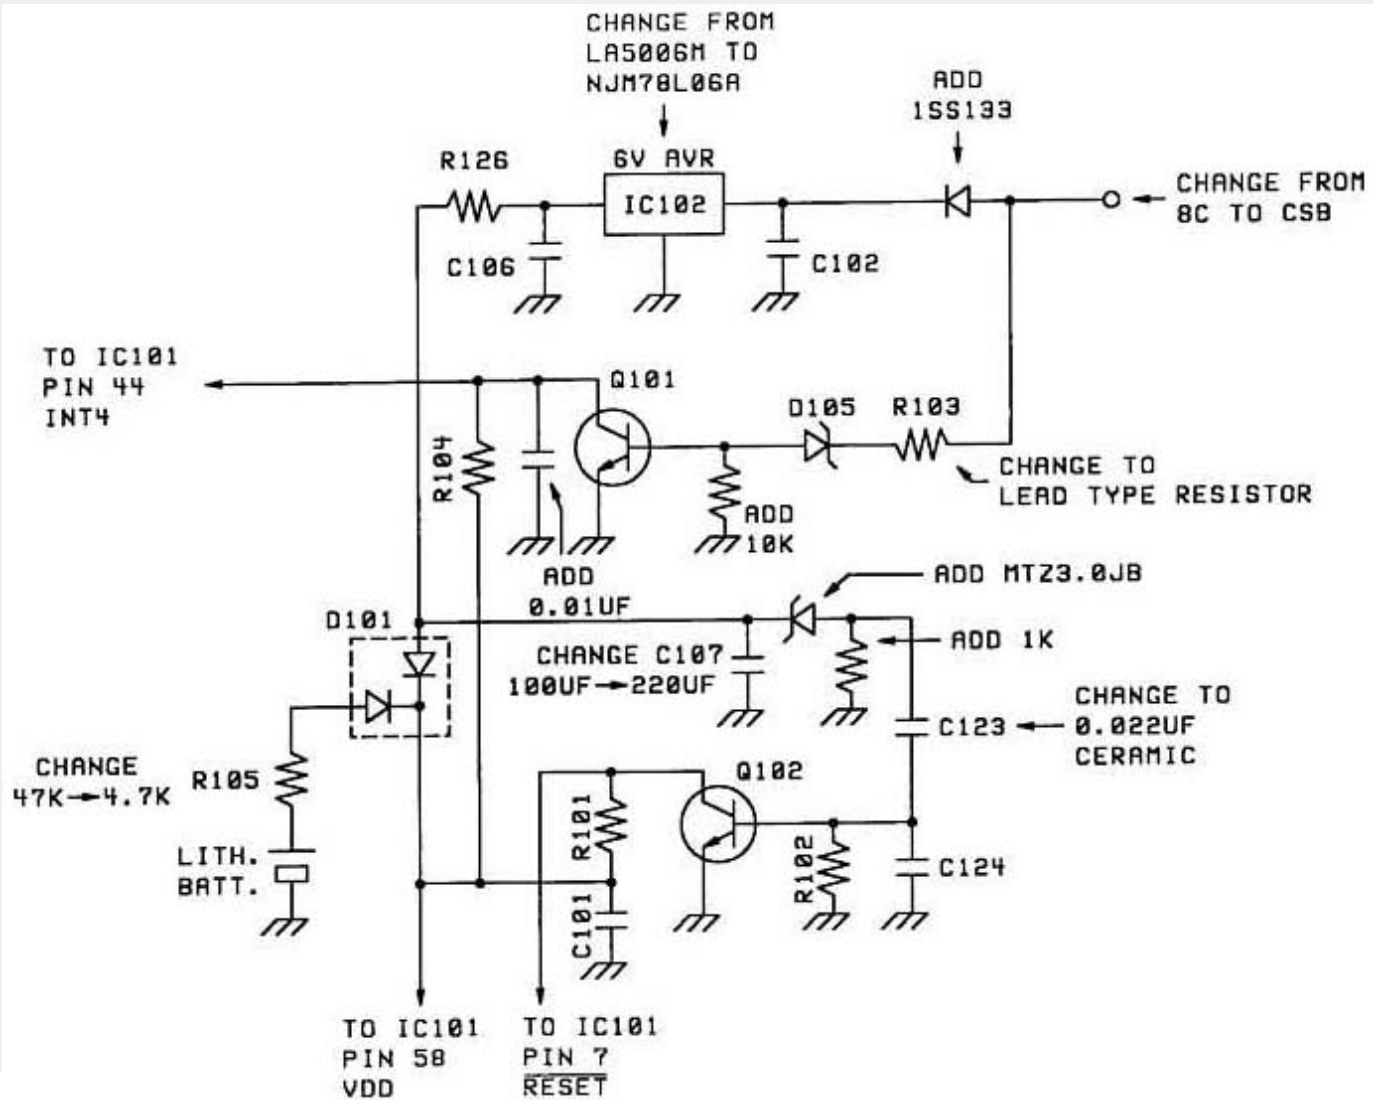 CHANGE FROM
LA5006M TO
NJM78L06A
ADD
1SS133
R126
6V AVR
IC102
CHANGE FROM
8C TO CSB
C106
C102
TO IC101
PIN 44
INT4
Q101
D105
R103
R104
CHANGE TO
LEAD TYPE RESISTOR
ADD
10K
ADD
0.01UF
ADD MTZ3.0JB
D101
ADD 1K
CHANGE C107
100UF→220UF
CHANGE TO
0.022UF
CERAMIC
C123
CHANGE
47K→4.7K
R105
Q102
R101
LITH.
BATT.
R102
C124
C101
TO IC101
PIN 58
VDD
TO IC101
PIN 7
RESET